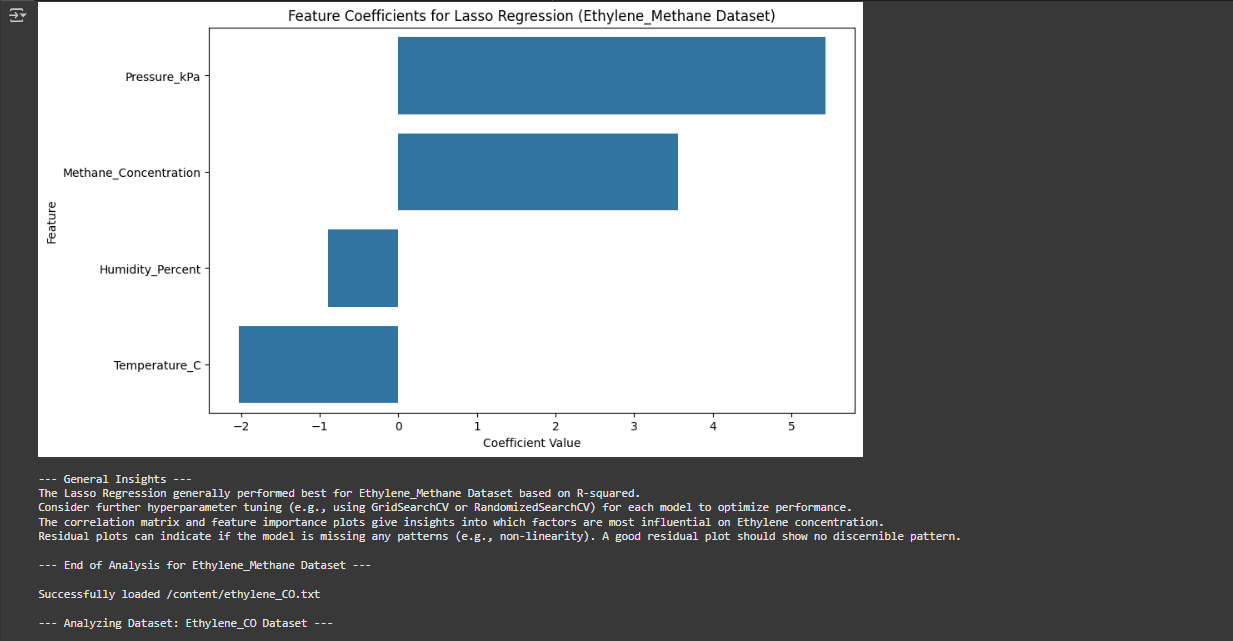 Feature Coefficients for Lasso Regression (Ethylene_Methane Dataset)
Pressure_kPa
Methane_Concentration
Humidity_Percent
Temperature_C
Feature
−2 −1 0 1 2 3 4 5
Coefficient Value
--- General Insights ---
The Lasso Regression generally performed best for Ethylene_Methane Dataset based on R-squared.
Consider further hyperparameter tuning (e.g., using GridSearchCV or RandomizedSearchCV) for each model to optimize performance.
The correlation matrix and feature importance plots give insights into which factors are most influential on Ethylene concentration.
Residual plots can indicate if the model is missing any patterns (e.g., non-linearity). A good residual plot should show no discernible pattern.
--- End of Analysis for Ethylene_Methane Dataset ---
Successfully loaded /content/ethylene_CO.txt
--- Analyzing Dataset: Ethylene_CO Dataset ---